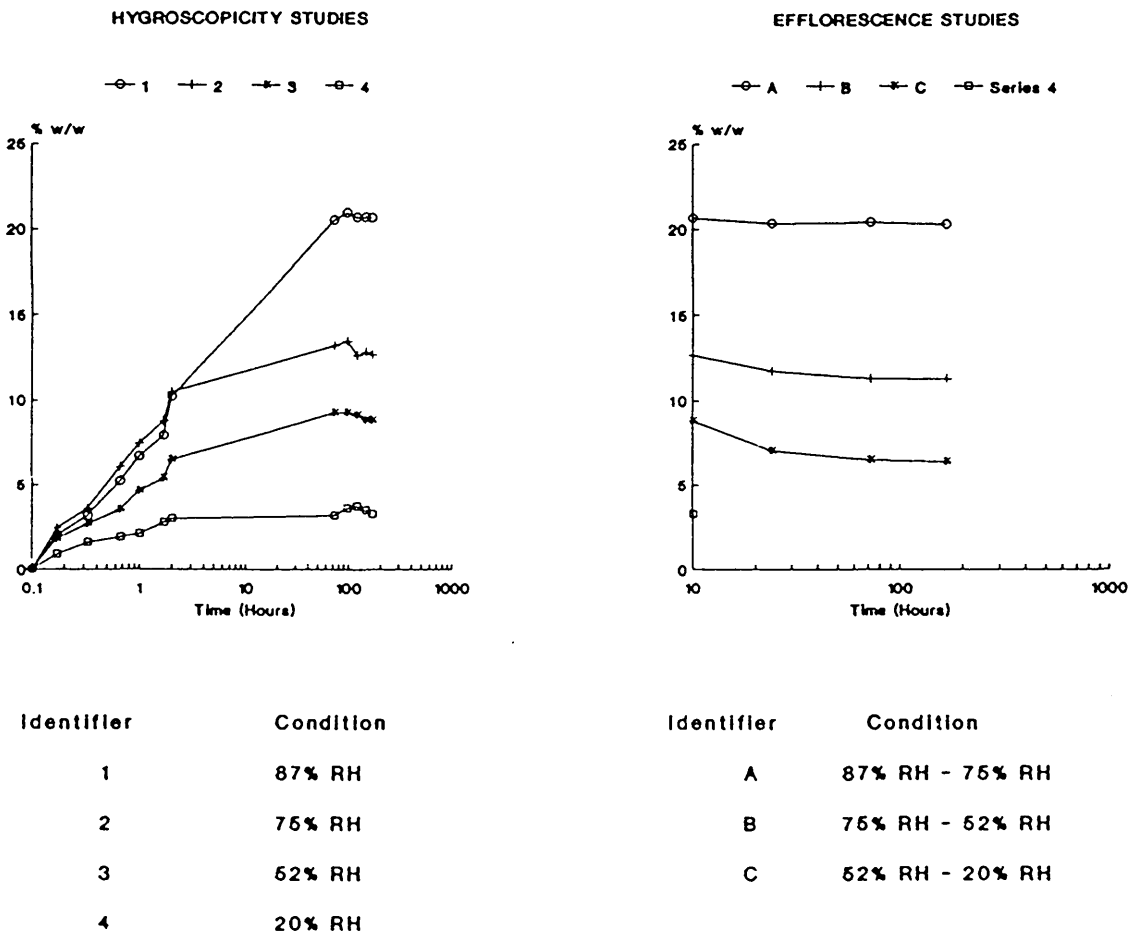 HYGROSCOPICITY STUDIES
1 2 3 4
% w/w
25
20
15
10
5
0
0.1 1 10 100 1000
Time (Hours)
EFFLORESCENCE STUDIES
A B C Series 4
% w/w
25
20
15
10
5
0
10 100 1000
Time (Hours)
Identifier Condition
1 87% RH
2 75% RH
3 52% RH
4 20% RH
Identifier Condition
A 87% RH - 75% RH
B 75% RH - 52% RH
C 52% RH - 20% RH